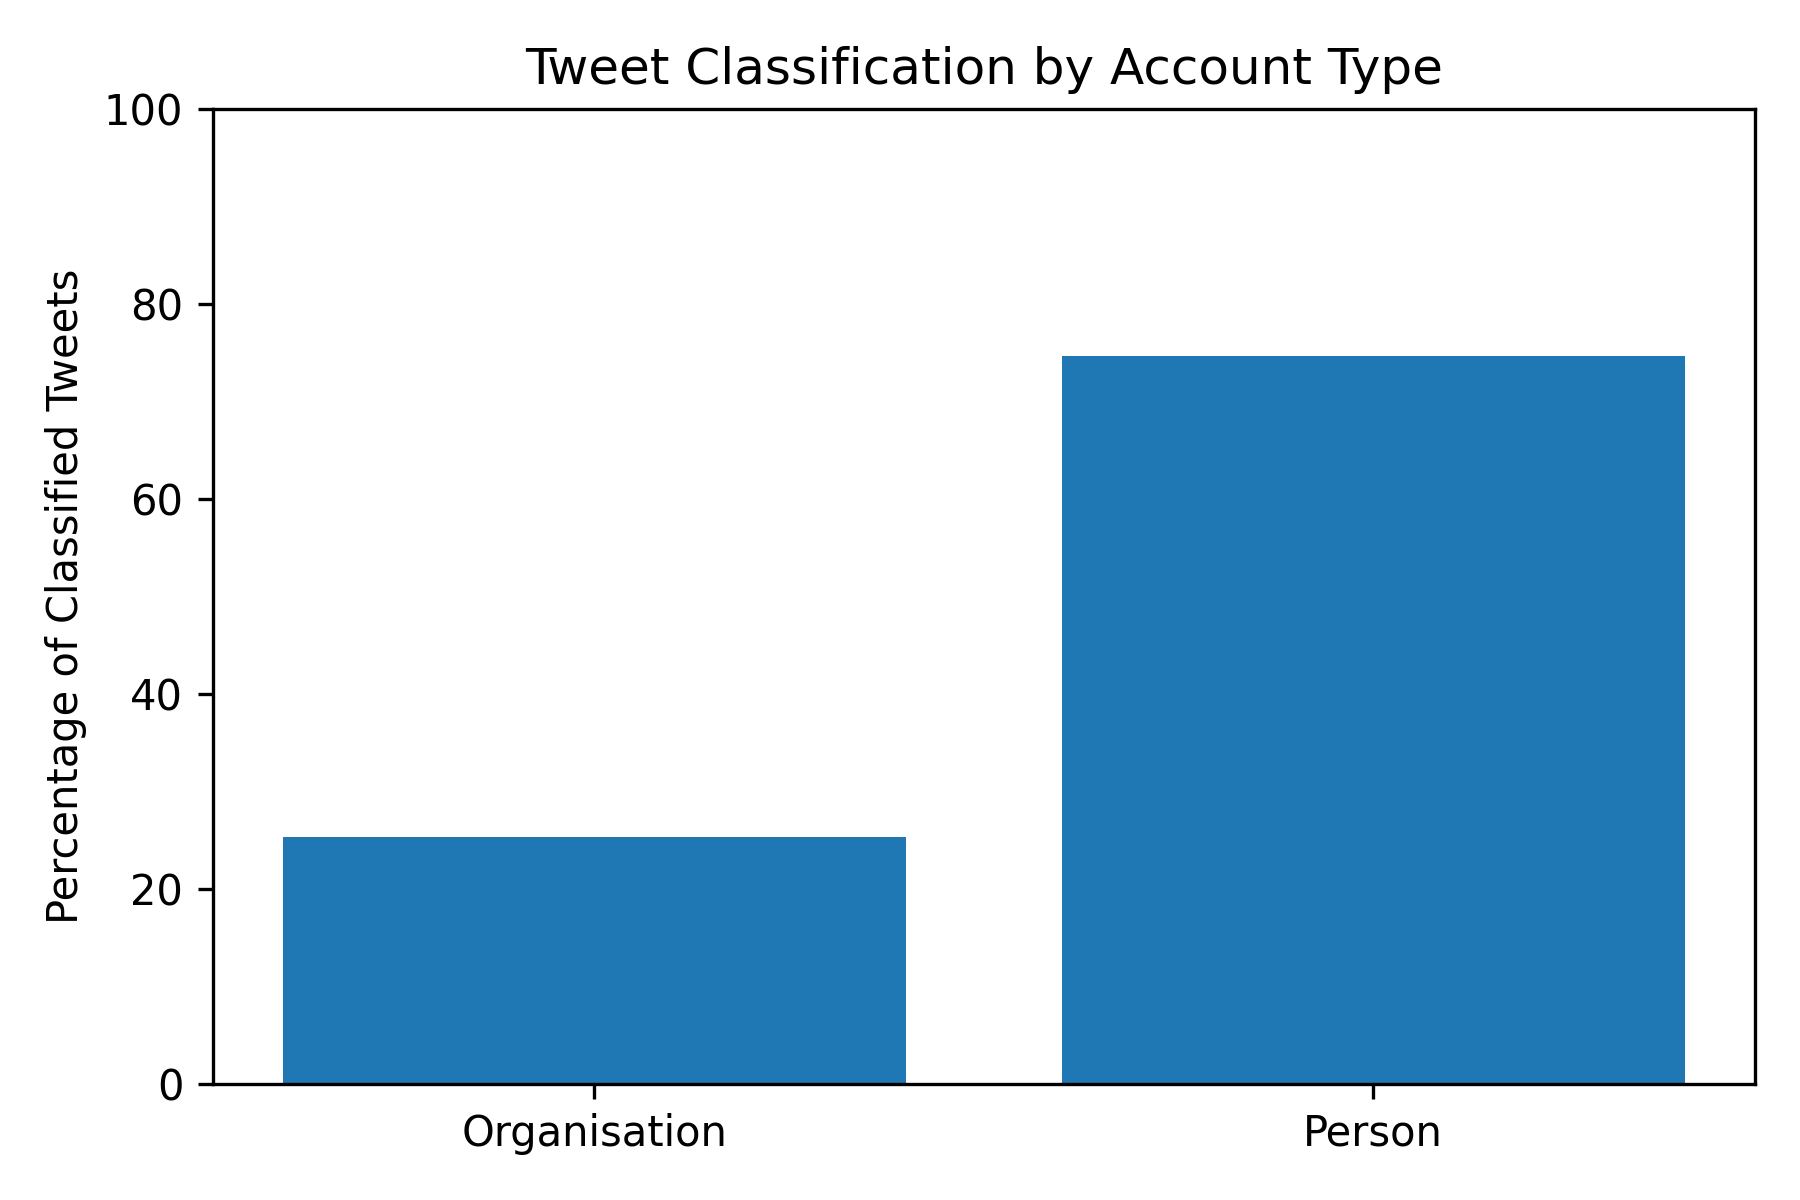 Tweet Classification by Account Type
Percentage of Classified Tweets
100
80
60
40
20
0
Organisation
Person